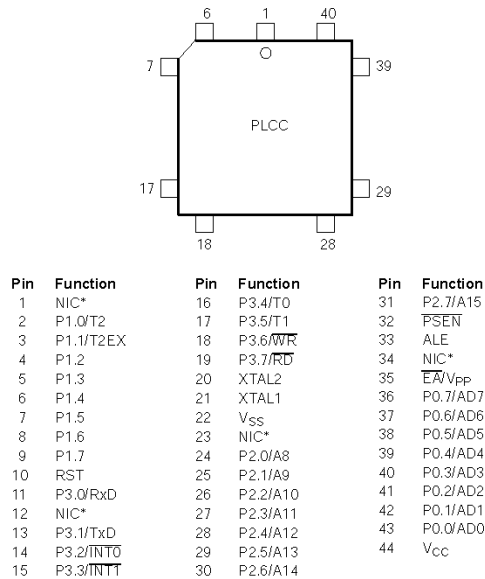 6 1 40
7 39
PLCC
17 29
18 28
Pin Function Pin Function Pin Function
1 NIC* 16 P3.4/T0 31 P2.7/A15
2 P1.0/T2 17 P3.5/T1 32 PSEN
3 P1.1/T2EX 18 P3.6/WR 33 ALE
4 P1.2 19 P3.7/RD 34 NIC*
5 P1.3 20 XTAL2 35 EA/VPP
6 P1.4 21 XTAL1 36 P0.7/AD7
7 P1.5 22 VSS 37 P0.6/AD6
8 P1.6 23 NIC* 38 P0.5/AD5
9 P1.7 24 P2.0/A8 39 P0.4/AD4
10 RST 25 P2.1/A9 40 P0.3/AD3
11 P3.0/RxD 26 P2.2/A10 41 P0.2/AD2
12 NIC* 27 P2.3/A11 42 P0.1/AD1
13 P3.1/TxD 28 P2.4/A12 43 P0.0/AD0
14 P3.2/INT0 29 P2.5/A13 44 VCC
15 P3.3/INT1 30 P2.6/A14